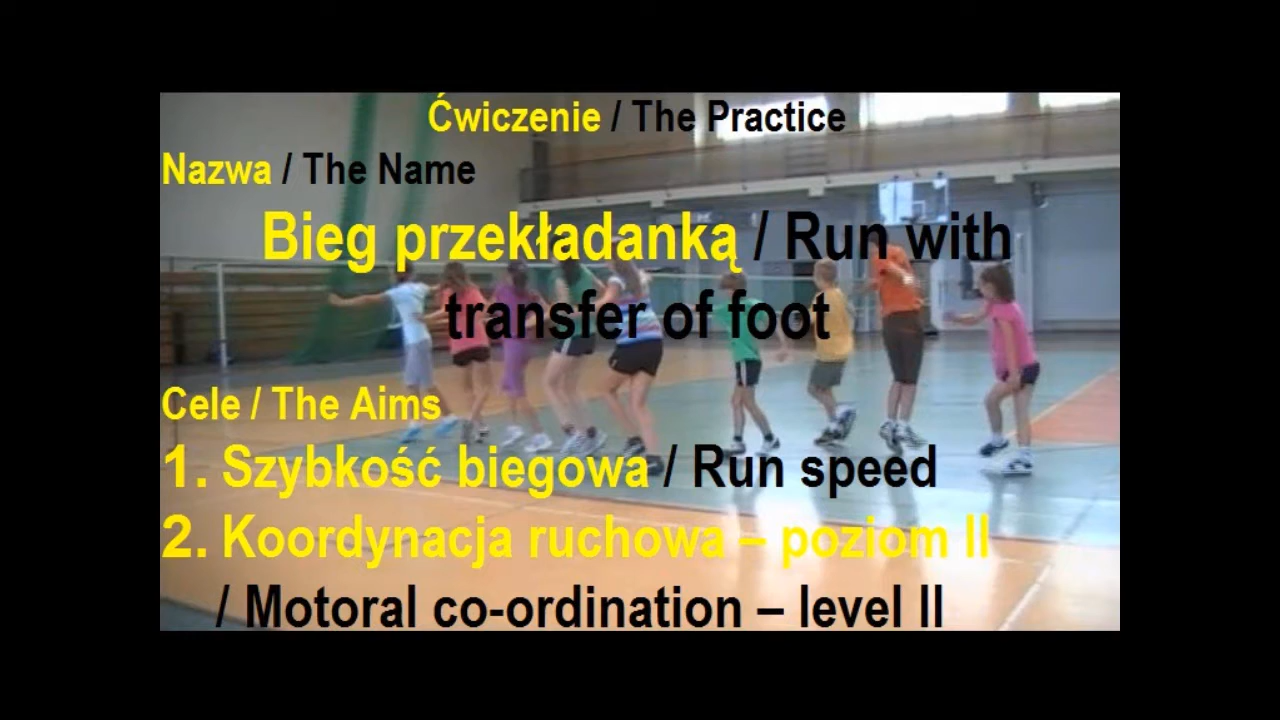 Ćwiczenie / The Practice
Nazwa / The Name
Bieg przekładanką / Run with
transfer of foot
Cele / The Aims
1. Szybkość biegowa / Run speed
2. Koordynacja ruchowa – poziom II
/ Motoral co-ordination – level II